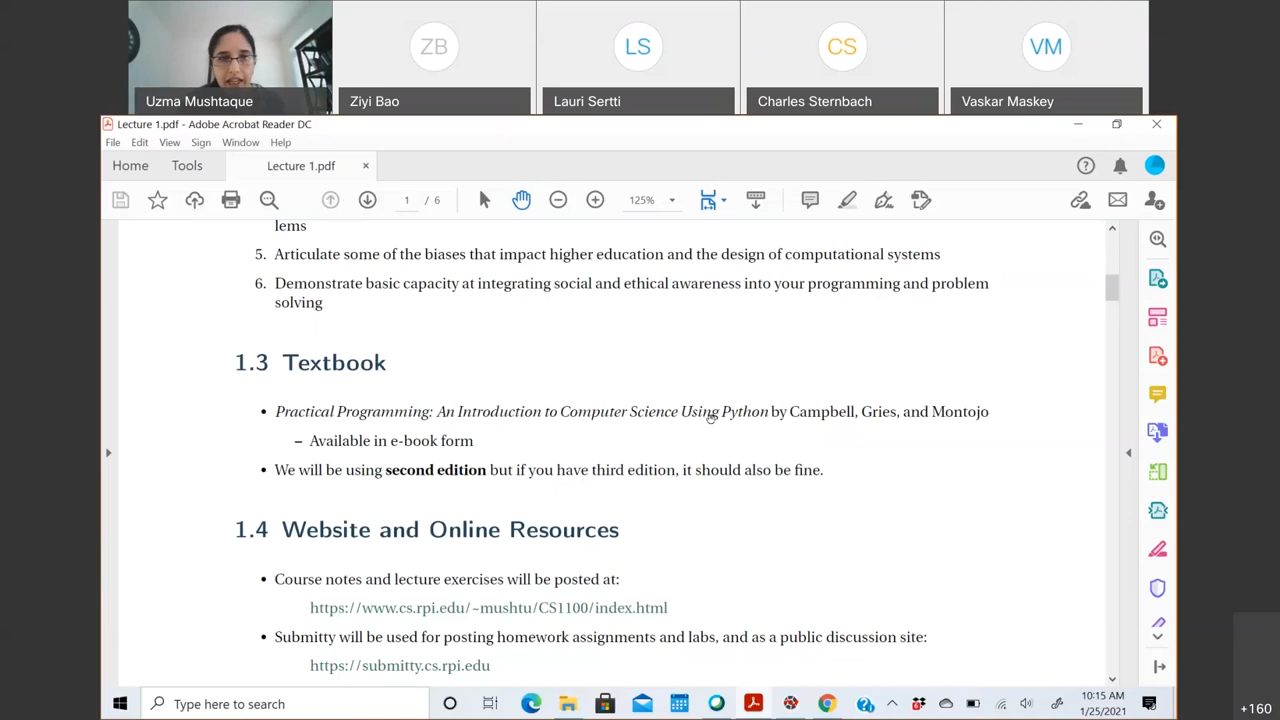 ZB
LS
CS
VM
Uzma Mushtaque
Ziyi Bao
Lauri Sertti
Charles Sternbach
Vaskar Maskey
Lecture 1.pdf - Adobe Acrobat Reader DC
File Edit View Sign Window Help
Home Tools Lecture 1.pdf ×
1 / 6 125%
lems
5. Articulate some of the biases that impact higher education and the design of computational systems
6. Demonstrate basic capacity at integrating social and ethical awareness into your programming and problem
solving
1.3 Textbook
• Practical Programming: An Introduction to Computer Science Using Python by Campbell, Gries, and Montojo
– Available in e-book form
• We will be using second edition but if you have third edition, it should also be fine.
1.4 Website and Online Resources
• Course notes and lecture exercises will be posted at:
https://www.cs.rpi.edu/~mushtu/CS1100/index.html
• Submitty will be used for posting homework assignments and labs, and as a public discussion site:
https://submitty.cs.rpi.edu
Type here to search
10:15 AM
1/25/2021
+160